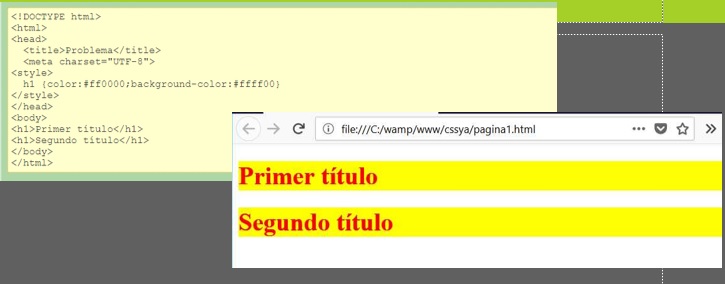 <!DOCTYPE html>
<html>
<head>
<title>Problema</title>
<meta charset="UTF-8">
<style>
h1 {color:#ff0000;background-color:#ffff00}
</style>
</head>
<body>
<h1>Primer título</h1>
<h1>Segundo título</h1>
</body>
</html>
file:///C:/wamp/www/cssya/pagina1.html
Primer título
Segundo título